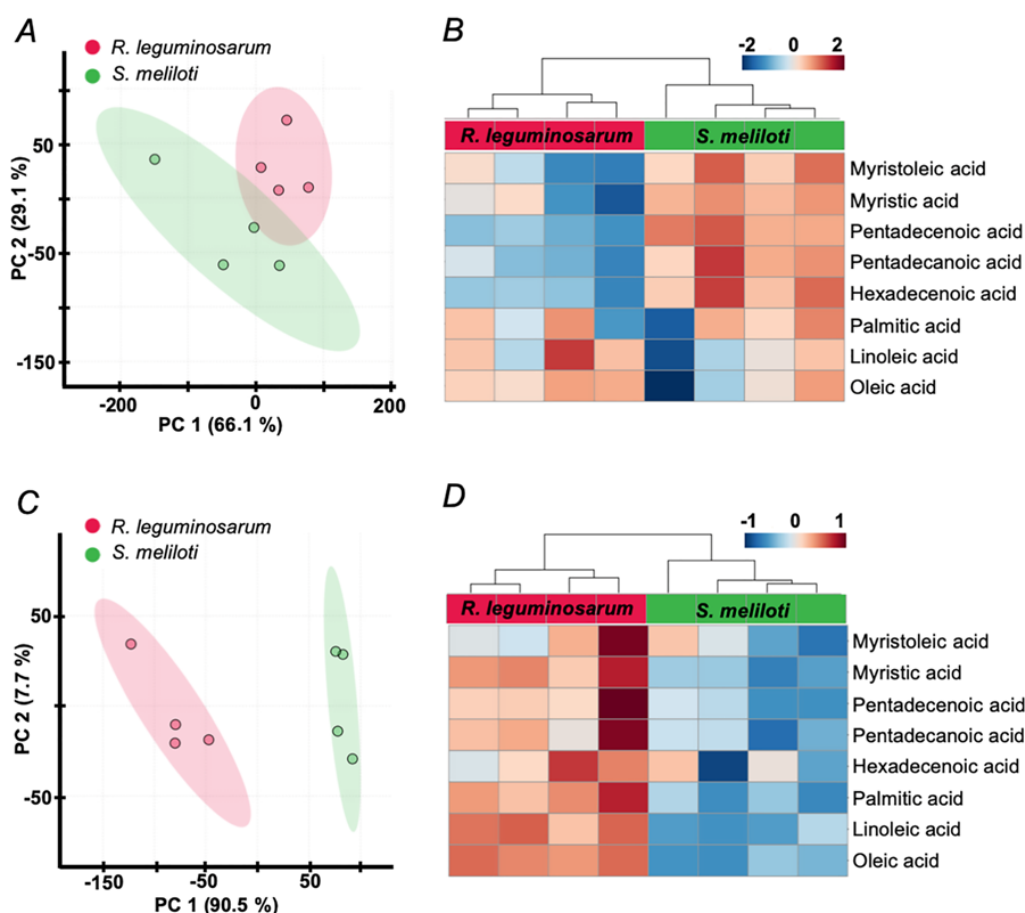 A
R. leguminosarum
S. meliloti
PC 2 (29.1 %)
50
-50
-150
-200 0 200
PC 1 (66.1 %)
B
-2 0 2
R. leguminosarum S. meliloti
Myristoleic acid
Myristic acid
Pentadecenoic acid
Pentadecanoic acid
Hexadecenoic acid
Palmitic acid
Linoleic acid
Oleic acid
C
R. leguminosarum
S. meliloti
PC 2 (7.7 %)
50
-50
-150 -50 50
PC 1 (90.5 %)
D
-1 0 1
R. leguminosarum S. meliloti
Myristoleic acid
Myristic acid
Pentadecenoic acid
Pentadecanoic acid
Hexadecenoic acid
Palmitic acid
Linoleic acid
Oleic acid